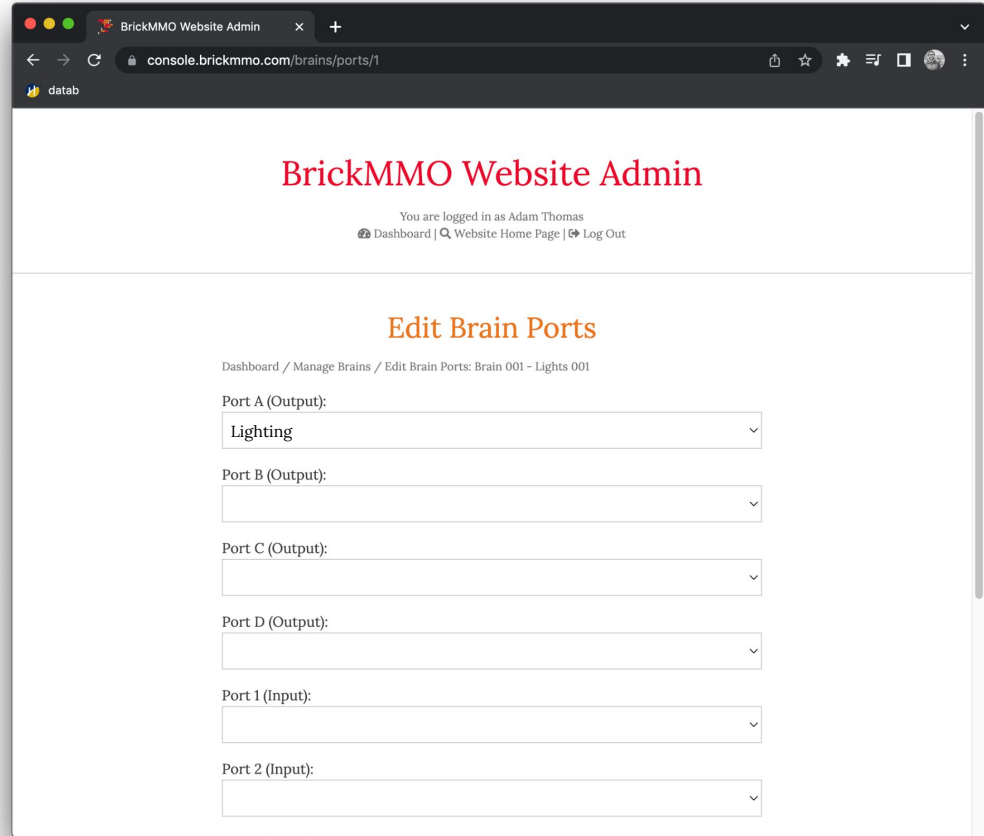 BrickMMO Website Admin
console.brickmmo.com/brains/ports/1
datab
BrickMMO Website Admin
You are logged in as Adam Thomas
Dashboard | Website Home Page | Log Out
Edit Brain Ports
Dashboard / Manage Brains / Edit Brain Ports: Brain 001 - Lights 001
Port A (Output):
Lighting
Port B (Output):
Port C (Output):
Port D (Output):
Port 1 (Input):
Port 2 (Input):